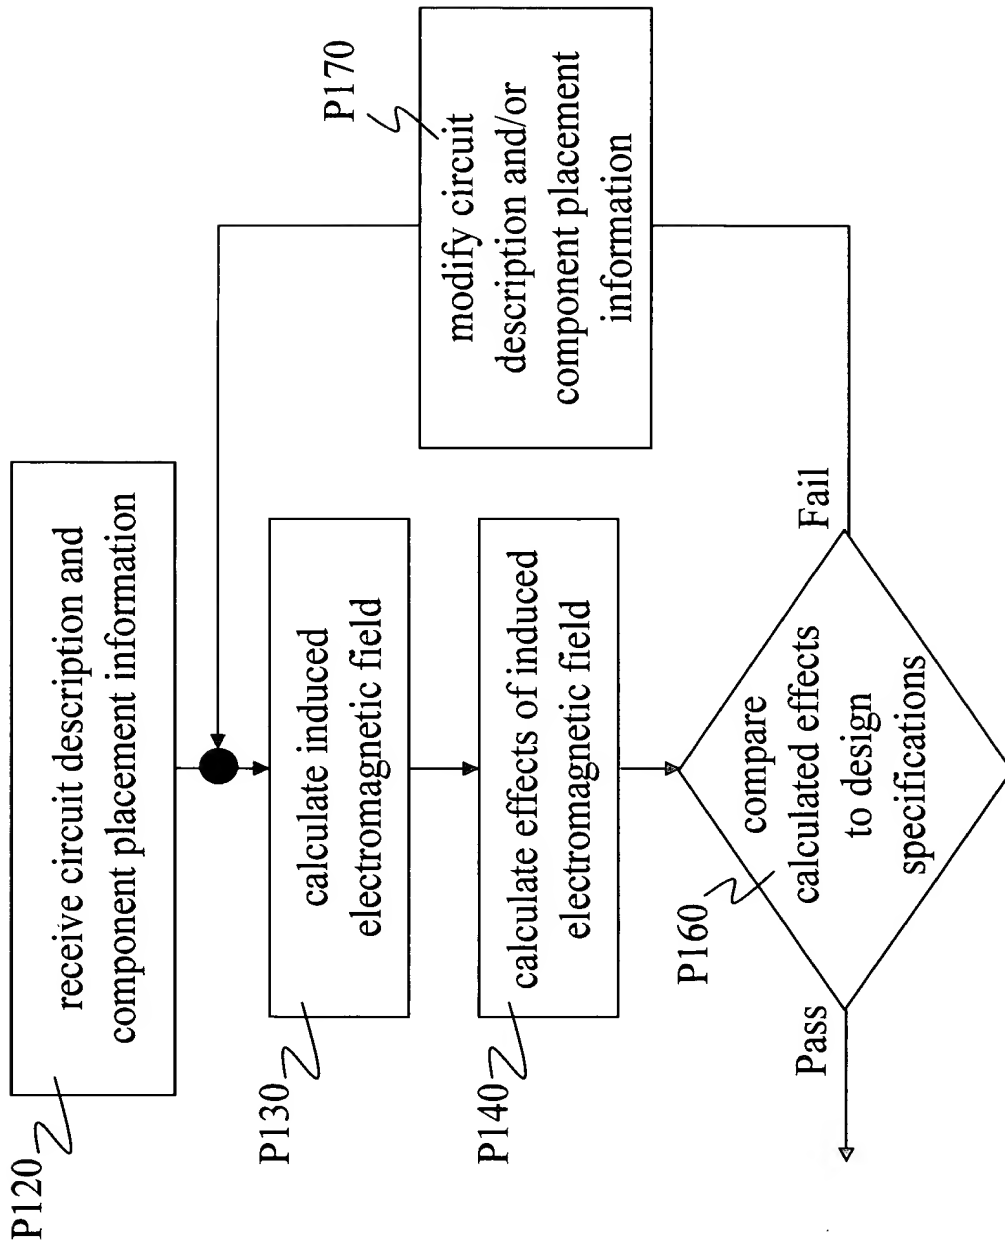 P120
receive circuit description and
component placement information
P130
calculate induced
electromagnetic field
P140
calculate effects of induced
electromagnetic field
P160
compare
calculated effects
to design
specifications
Pass
Fail
P170
modify circuit
description and/or
component placement
information